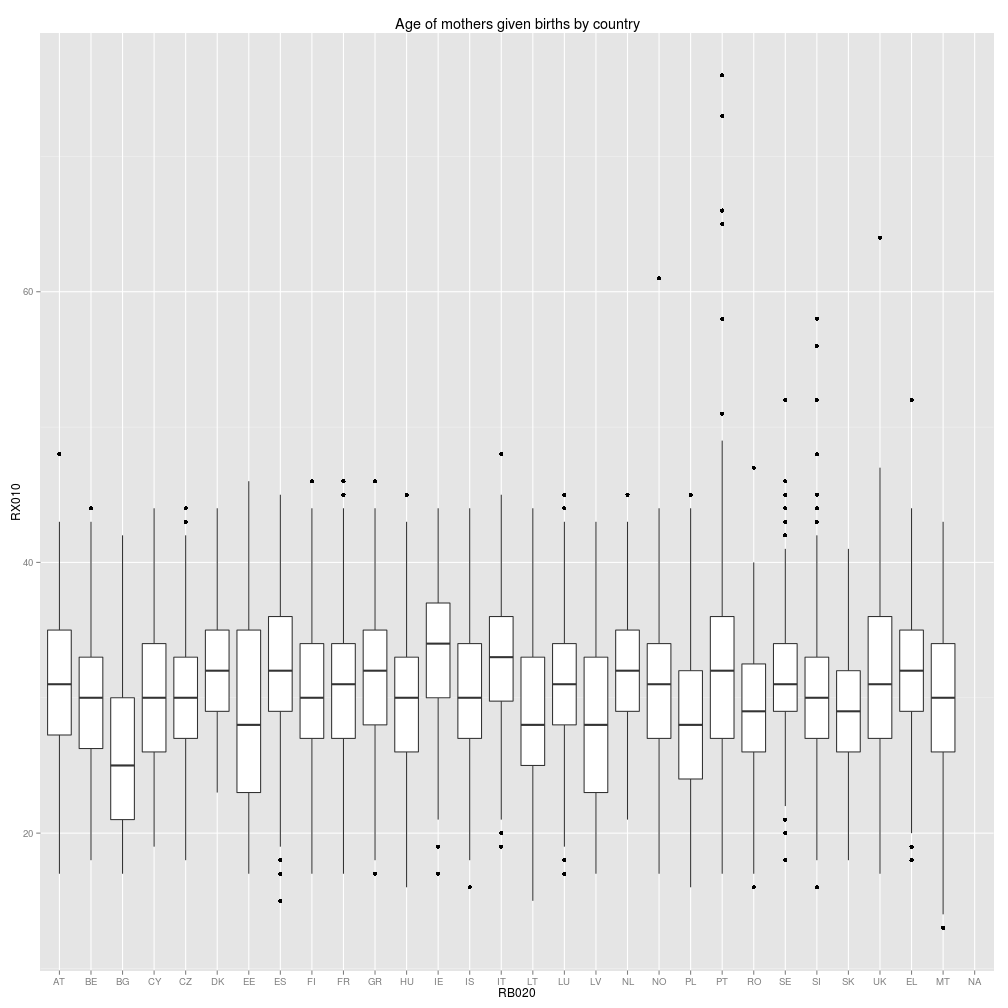 Age of mothers given births by country
RX010
60
40
20
AT BE BG CY CZ DK EE ES FI FR GR HU IE IS IT LT LU LV NL NO PL PT RO SE SI SK UK EL MT NA
RB020